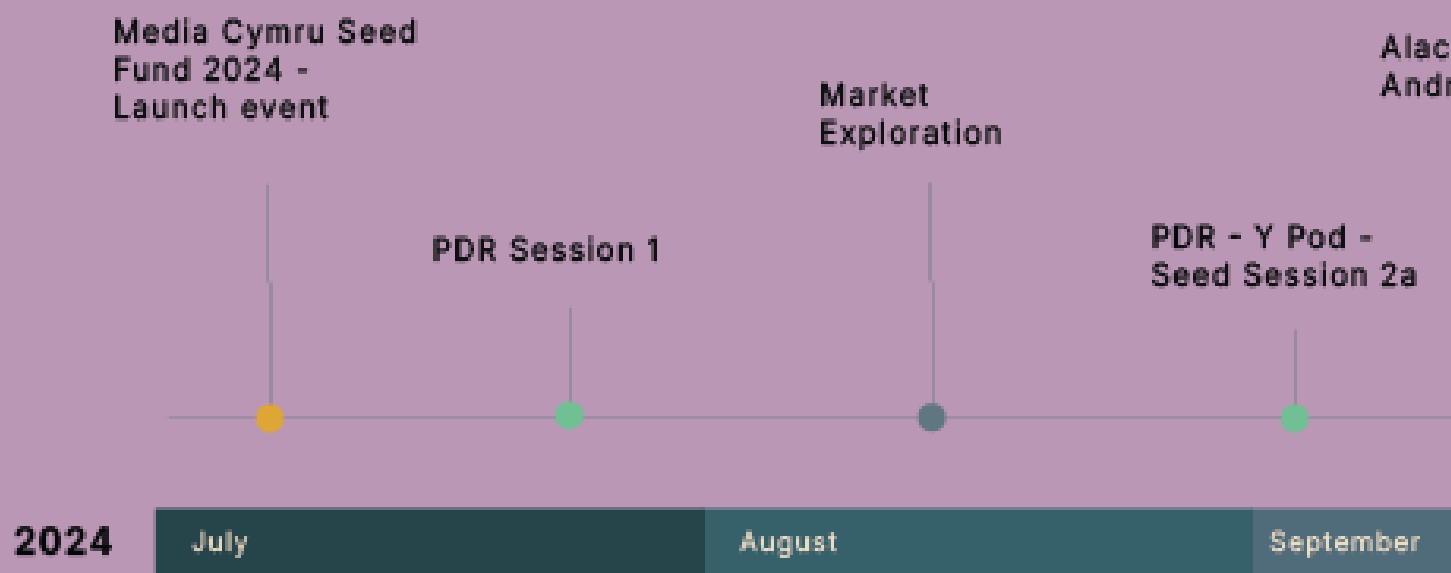 Media Cymru Seed
Fund 2024 -
Launch event
PDR Session 1
Market
Exploration
PDR - Y Pod -
Seed Session 2a
2024
July
August
September